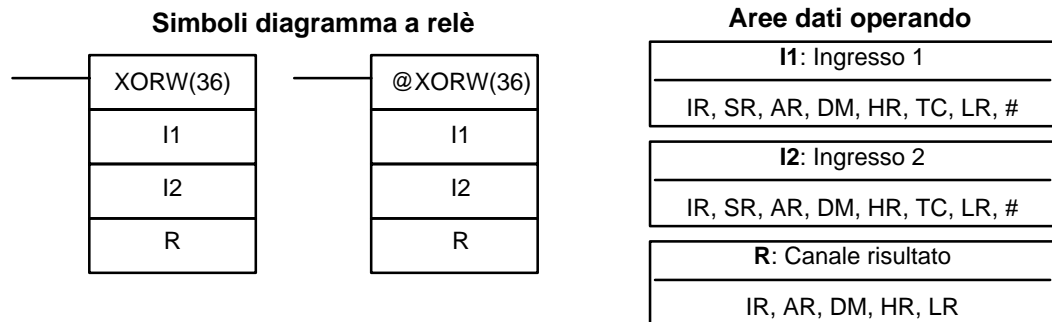 Simboli diagramma a relè
XORW(36)
I1
I2
R
@XORW(36)
I1
I2
R
Aree dati operando
I1: Ingresso 1
IR, SR, AR, DM, HR, TC, LR, #
I2: Ingresso 2
IR, SR, AR, DM, HR, TC, LR, #
R: Canale risultato
IR, AR, DM, HR, LR